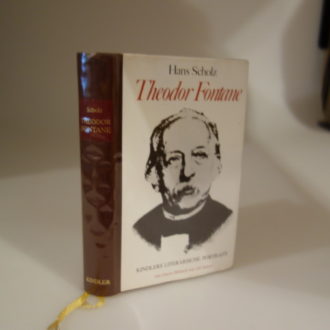 Hans Scholz
Theodor Fontane
KINDLERS LITERARISCHE PORTRAITS
Scholz
THEODOR
FONTANE
KINDLER